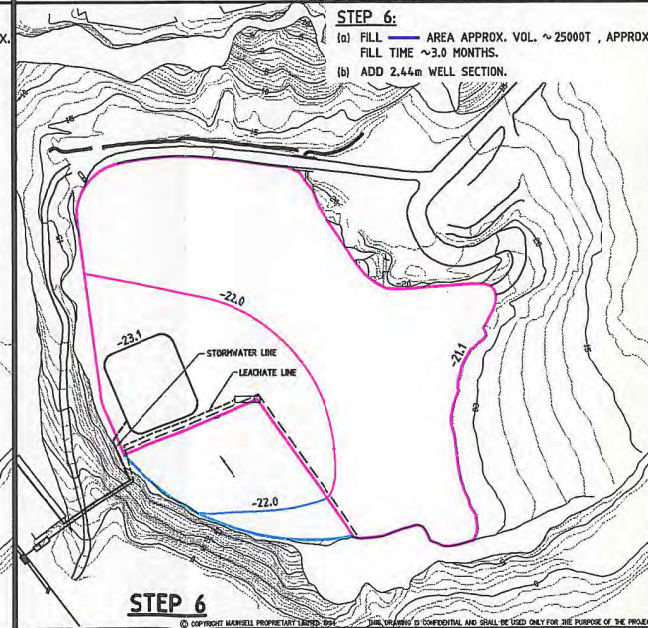 X.
STEP 6:
(a) FILL AREA APPROX. VOL. ~ 25000T , APPROX
FILL TIME ~3.0 MONTHS.
(b) ADD 2.44m WELL SECTION.
-20
-22.0
-23.1
-21.1
STORMWATER LINE
LEACHATE LINE
-22.0
STEP 6
© COPYRIGHT MAUNSELL PROPRIETARY LIMITED
THIS DRAWING IS CONFIDENTIAL AND SHALL BE USED ONLY FOR THE PURPOSE OF THE PROJE